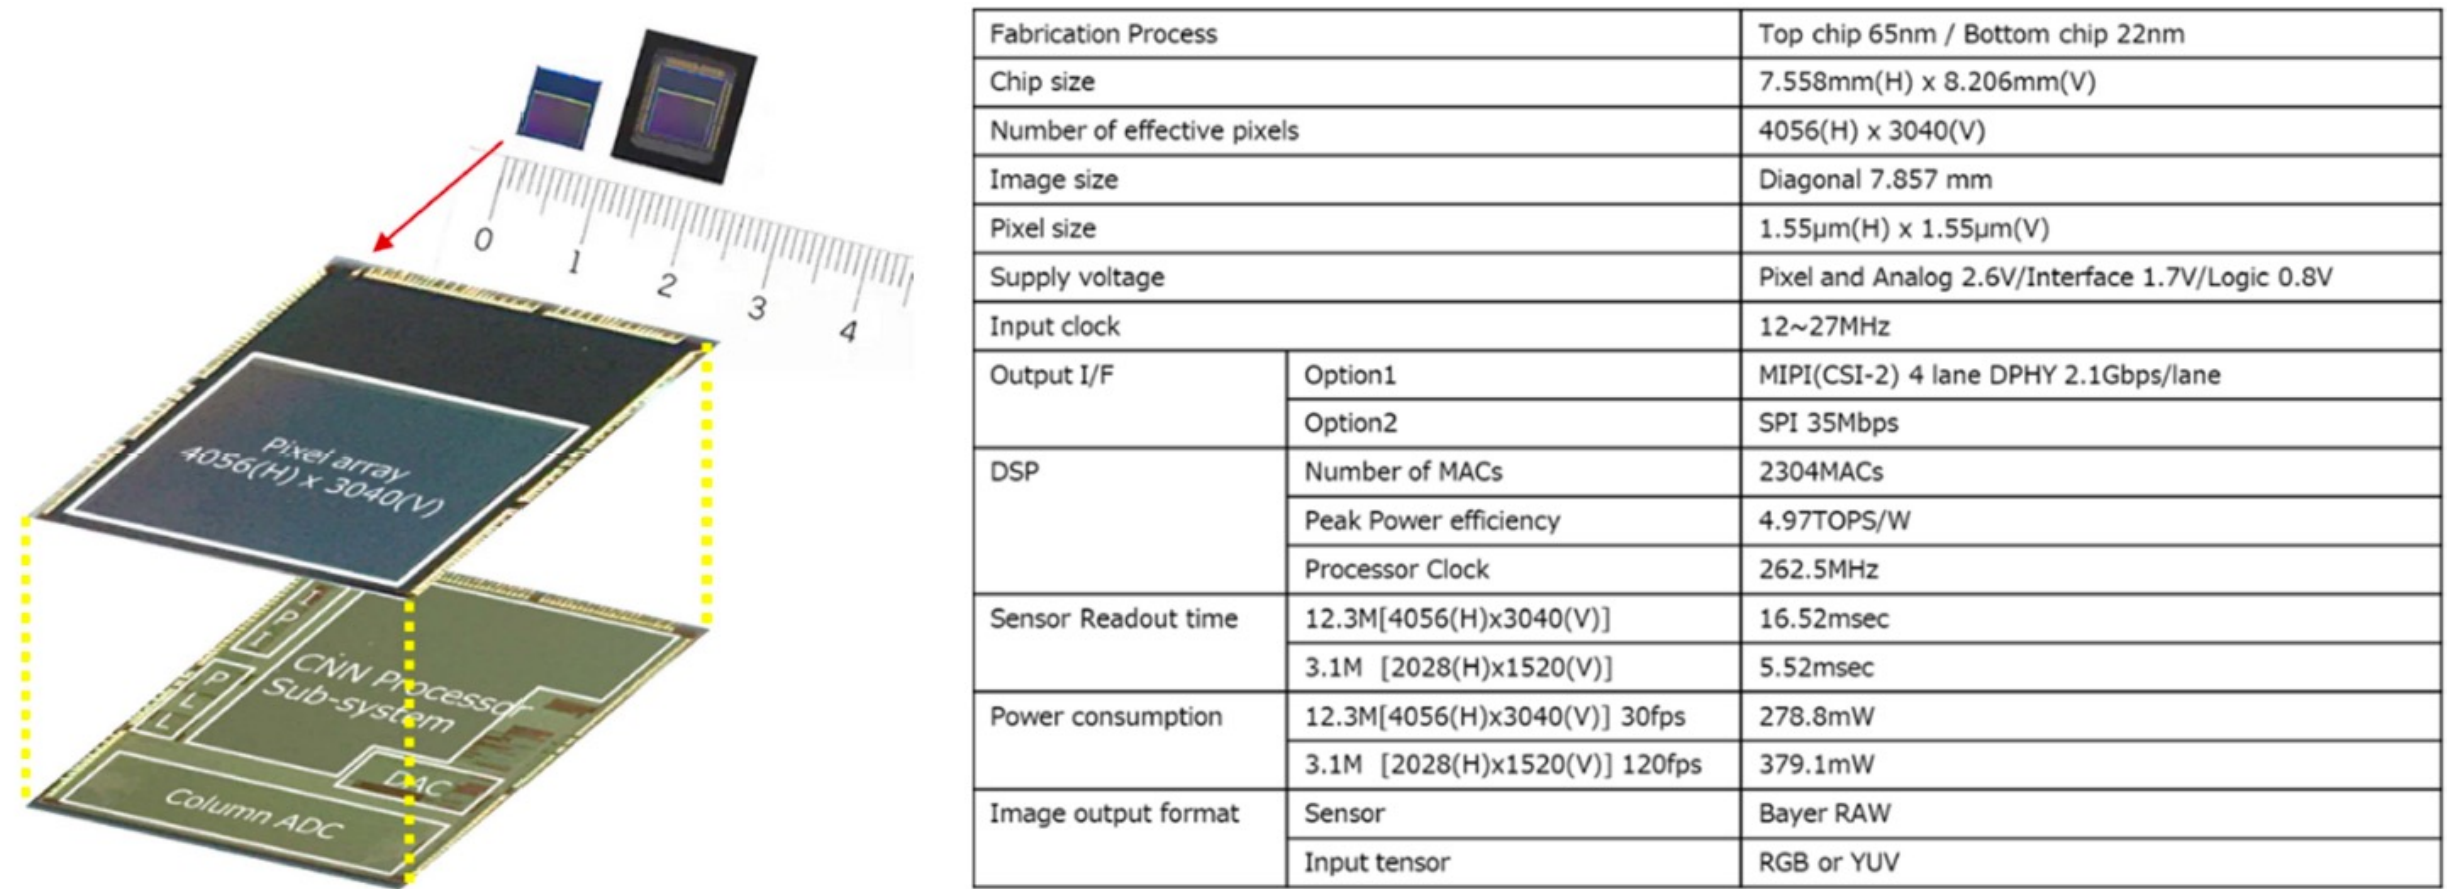 0
1
2
3
4
Pixel array
4056(H) x 3040(V)
I
P
I
CNN Processor
Sub-system
P
L
L
DAC
Column ADC
Fabrication Process Top chip 65nm / Bottom chip 22nm
Chip size 7.558mm(H) x 8.206mm(V)
Number of effective pixels 4056(H) x 3040(V)
Image size Diagonal 7.857 mm
Pixel size 1.55μm(H) x 1.55μm(V)
Supply voltage Pixel and Analog 2.6V/Interface 1.7V/Logic 0.8V
Input clock 12~27MHz
Output I/F Option1 MIPI(CSI-2) 4 lane DPHY 2.1Gbps/lane
Option2 SPI 35Mbps
DSP Number of MACs 2304MACs
Peak Power efficiency 4.97TOPS/W
Processor Clock 262.5MHz
Sensor Readout time 12.3M[4056(H)x3040(V)] 16.52msec
3.1M [2028(H)x1520(V)] 5.52msec
Power consumption 12.3M[4056(H)x3040(V)] 30fps 278.8mW
3.1M [2028(H)x1520(V)] 120fps 379.1mW
Image output format Sensor Bayer RAW
Input tensor RGB or YUV